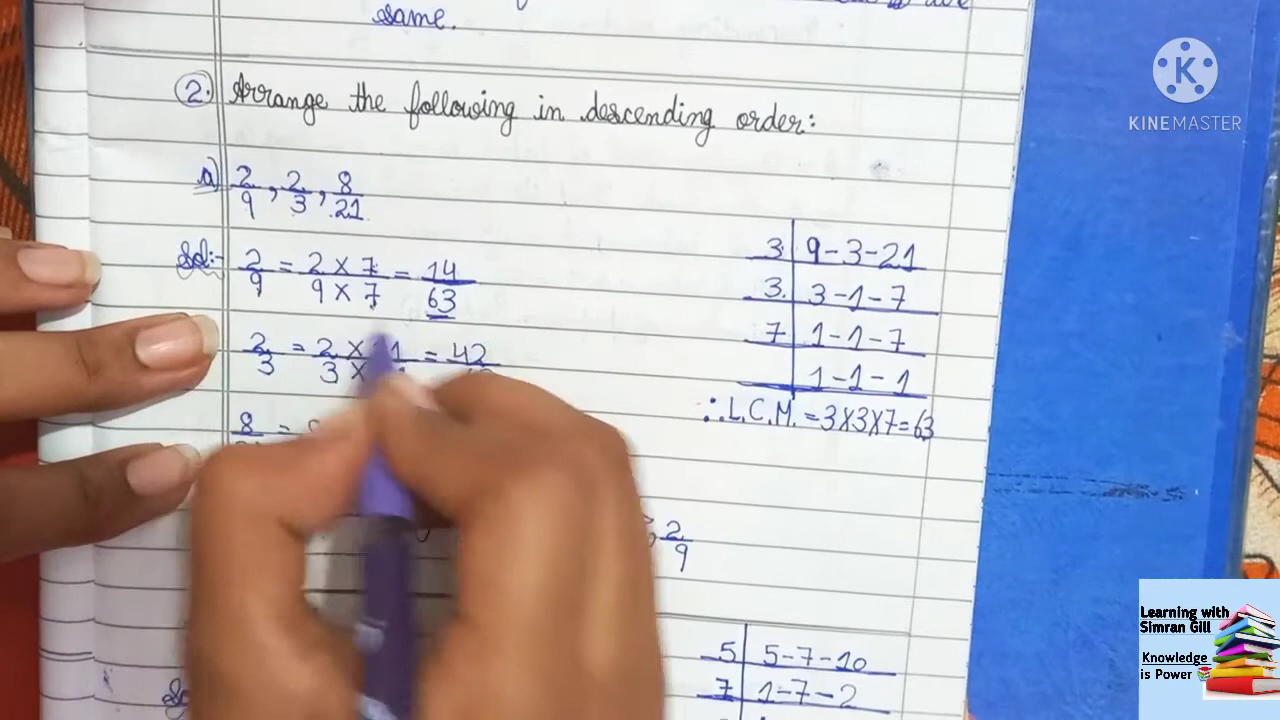 same.
2. Arrange the following in descending order:
a) 2/9, 2/3, 8/21
Sol:- 2/9 = 2 × 7/9 × 7 = 14/63
2/3 = 2 ×/3 × = 42
8 =
, 2/9
3 | 9-3-21
3 | 3-1-7
7 | 1-1-7
1-1-1
∴ L.C.M. = 3×3×7=63
5 | 5-7-10
7 | 1-7-2
KINEMASTER
Learning with
Simran Gill
Knowledge
is Power